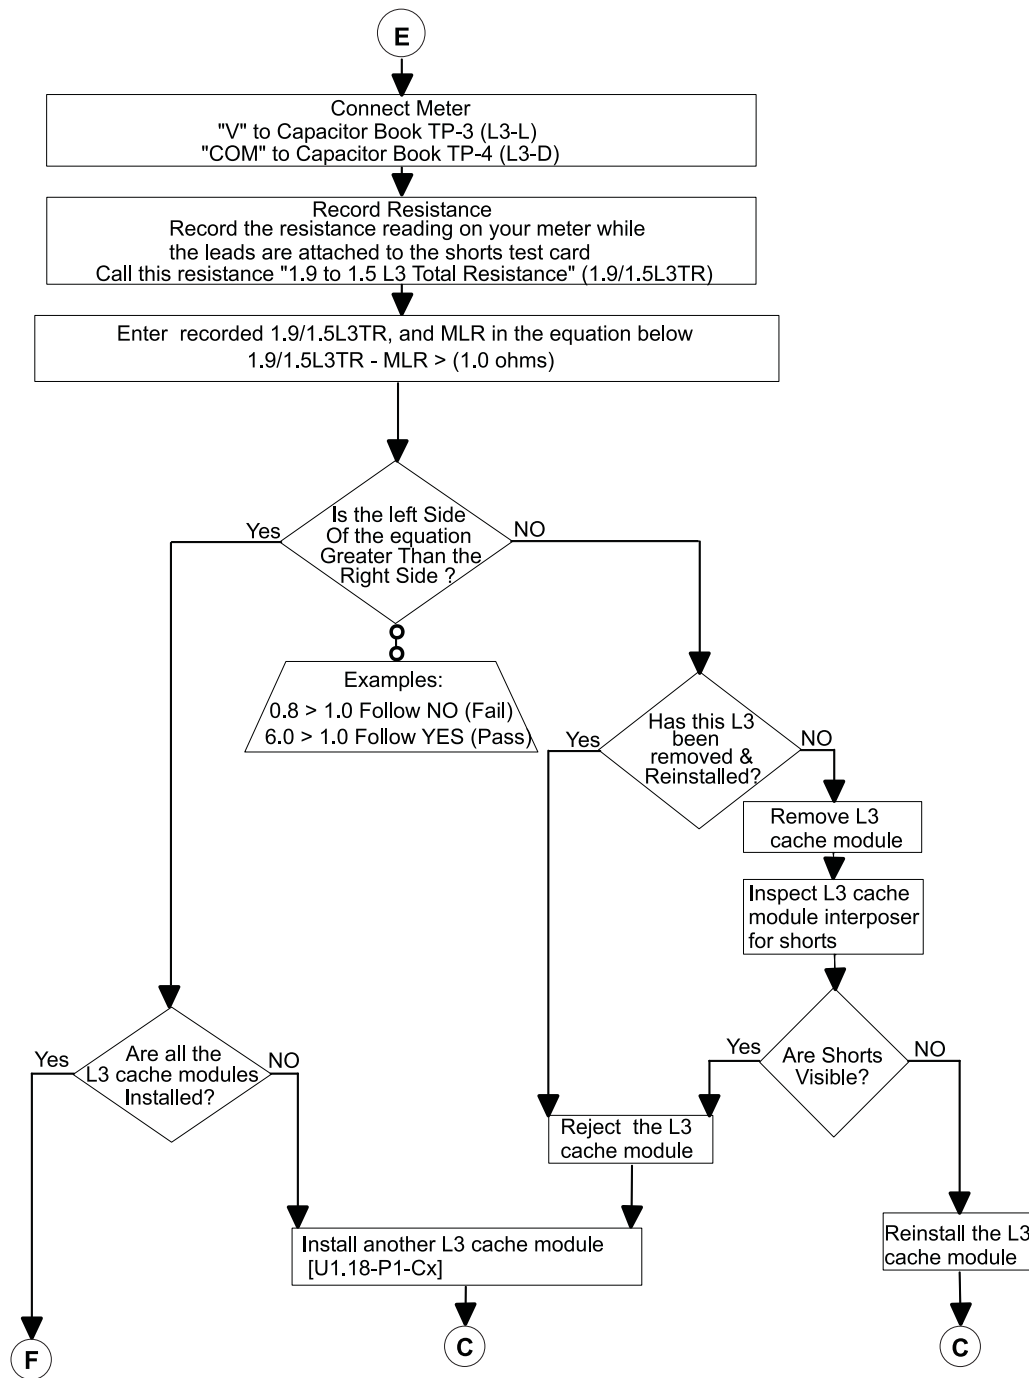 E
Connect Meter
"V" to Capacitor Book TP-3 (L3-L)
"COM" to Capacitor Book TP-4 (L3-D)
Record Resistance
Record the resistance reading on your meter while
the leads are attached to the shorts test card
Call this resistance "1.9 to 1.5 L3 Total Resistance" (1.9/1.5L3TR)
Enter recorded 1.9/1.5L3TR, and MLR in the equation below
1.9/1.5L3TR - MLR > (1.0 ohms)
Is the left Side
Of the equation
Greater Than the
Right Side ?
Yes
NO
Examples:
0.8 > 1.0 Follow NO (Fail)
6.0 > 1.0 Follow YES (Pass)
Has this L3
been
removed &
Reinstalled?
Yes
NO
Remove L3
cache module
Inspect L3 cache
module interposer
for shorts
Are all the
L3 cache modules
Installed?
Yes
NO
Are Shorts
Visible?
Yes
NO
Reject the L3
cache module
Install another L3 cache module
[U1.18-P1-Cx]
Reinstall the L3
cache module
F
C
C